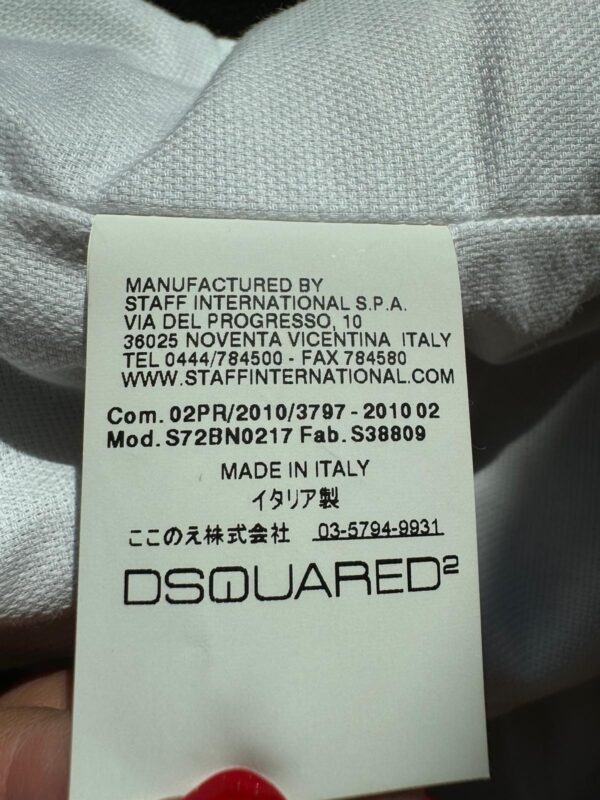 MANUFACTURED BY
STAFF INTERNATIONAL S.P.A.
VIA DEL PROGRESSO, 10
36025 NOVENTA VICENTINA ITALY
TEL 0444/784500 - FAX 784580
WWW.STAFFINTERNATIONAL.COM
Com. 02PR/2010/3797 - 2010 02
Mod. S72BN0217 Fab. S38809
MADE IN ITALY
イタリア製
ここのえ株式会社 03-5794-9931
DSQUARED2